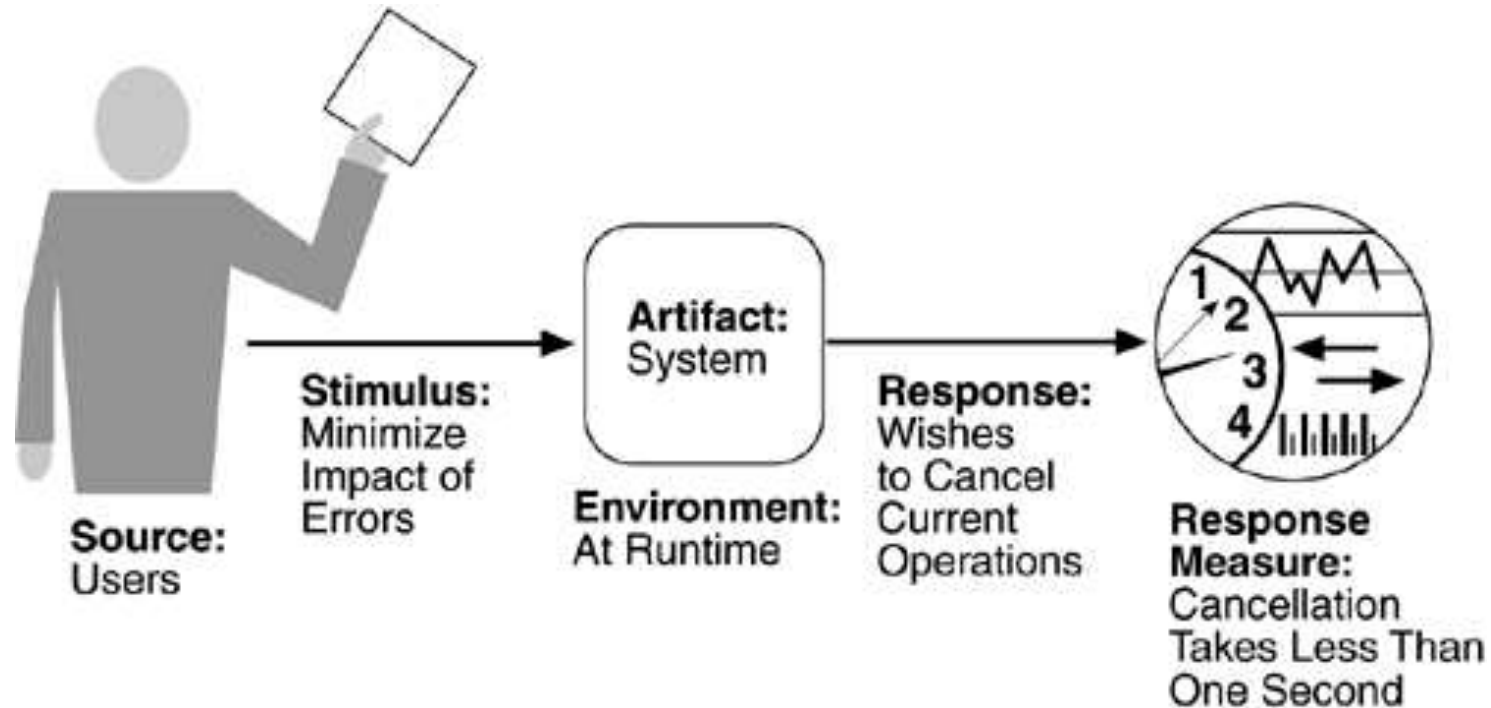 Source:
Users
Stimulus:
Minimize
Impact of
Errors
Artifact:
System
Environment:
At Runtime
Response:
Wishes
to Cancel
Current
Operations
1
2
3
4
Response
Measure:
Cancellation
Takes Less Than
One Second